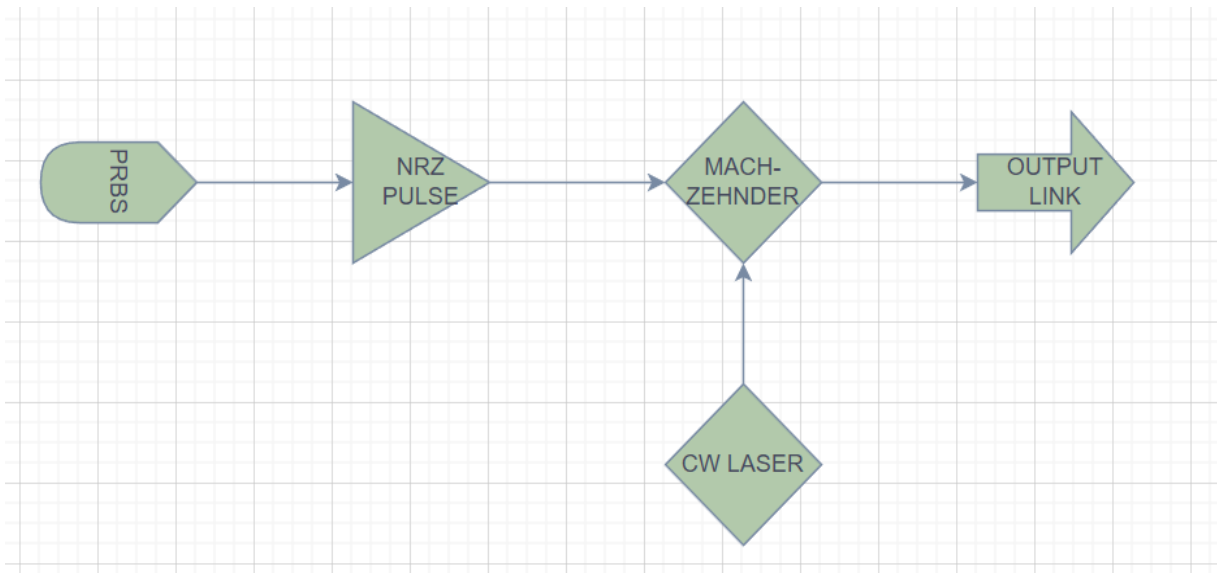 PRBS
NRZ
PULSE
MACH-
ZEHNDER
OUTPUT
LINK
CW LASER